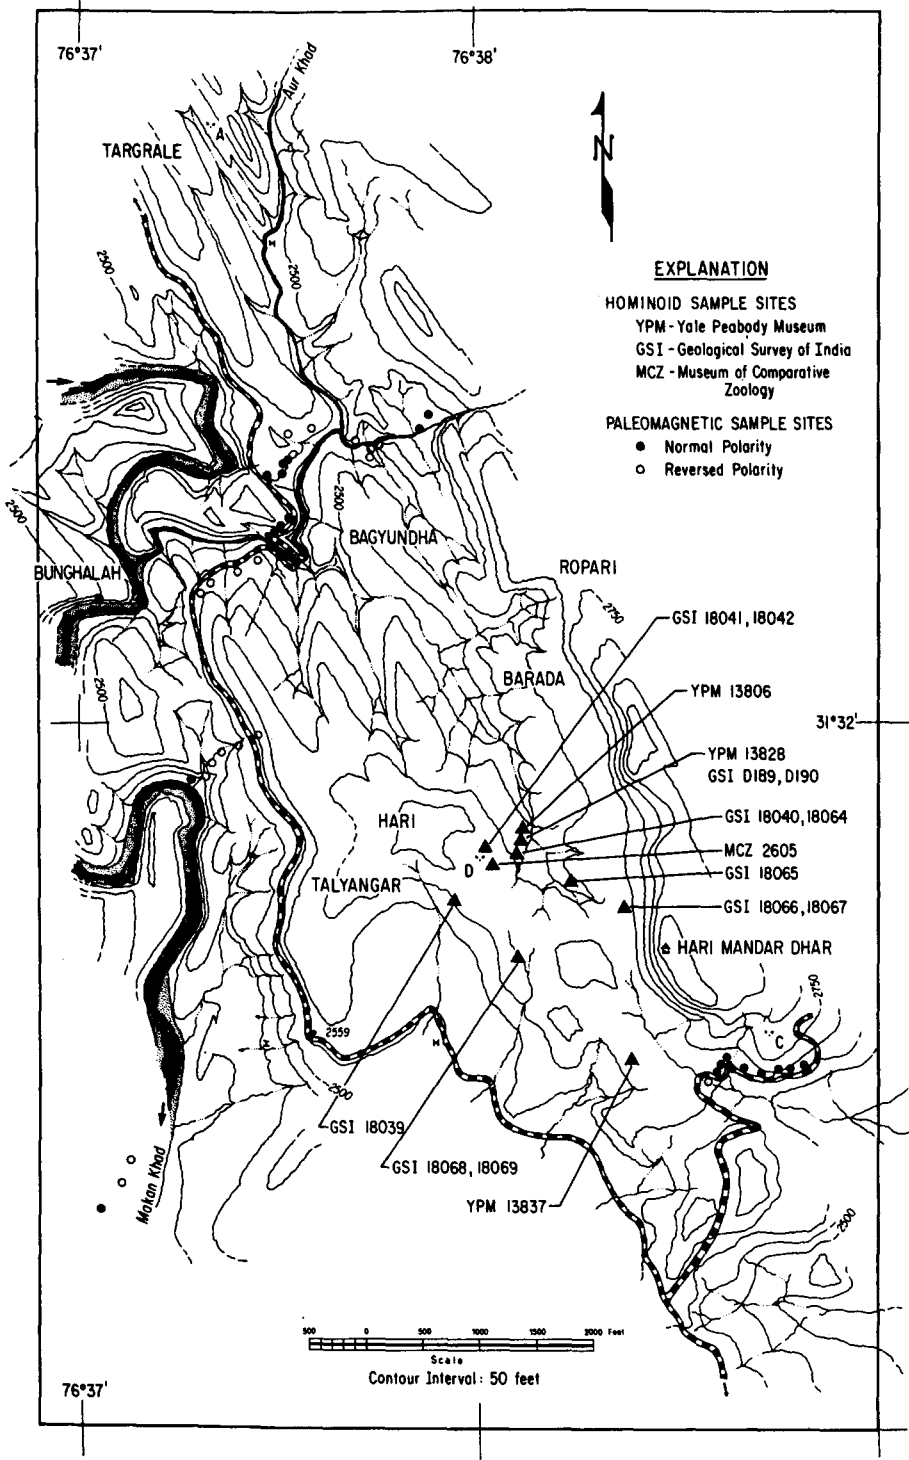 76°37'
76°38'
Aur Khad
A
TARGRALE
N
EXPLANATION
HOMINOID SAMPLE SITES
YPM - Yale Peabody Museum
GSI - Geological Survey of India
MCZ - Museum of Comparative
Zoology
PALEOMAGNETIC SAMPLE SITES
Normal Polarity
Reversed Polarity
2500
2500
2500
2500
BAGYUNDHA
BUNGHALAH
ROPARI
2750
GSI 18041, 18042
BARADA
YPM 13806
2500
31°32'
YPM 13828
GSI D189, D190
HARI
GSI 18040, 18064
MCZ 2605
D
GSI 18065
TALYANGAR
GSI 18066, 18067
HARI MANDAR DHAR
2750
2559
C
2500
GSI 18039
GSI 18068, 18069
Makan Khad
YPM 13837
2500
500 0 500 1000 1500 2000 Feet
Scale
Contour Interval: 50 feet
76°37'